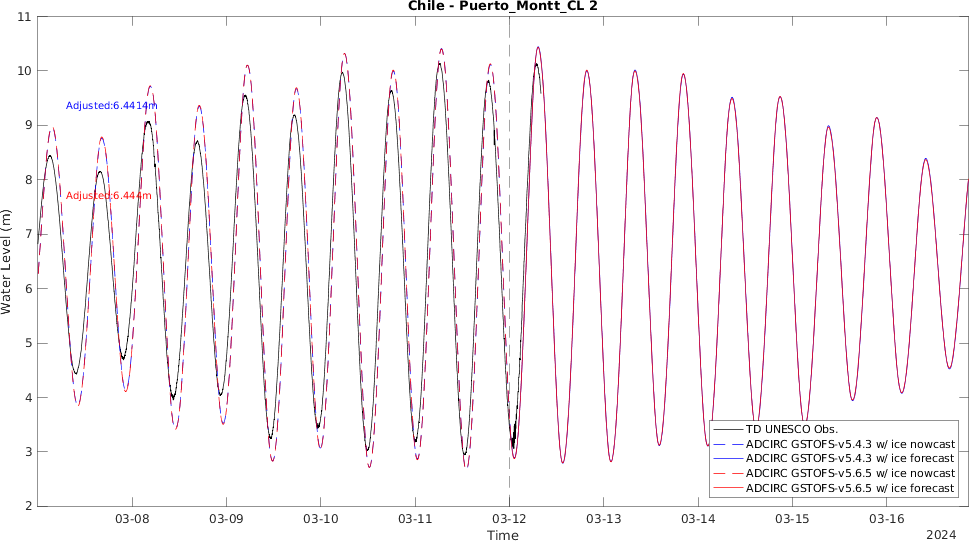 Chile - Puerto_Montt_CL 2
11
10
9
8
7
6
5
4
3
2
Water Level (m)
Adjusted:6.4414m
Adjusted:6.444m
TD UNESCO Obs.
ADCIRC GSTOFS-v5.4.3 w/ ice nowcast
ADCIRC GSTOFS-v5.4.3 w/ ice forecast
ADCIRC GSTOFS-v5.6.5 w/ ice nowcast
ADCIRC GSTOFS-v5.6.5 w/ ice forecast
03-08 03-09 03-10 03-11 03-12 03-13 03-14 03-15 03-16
Time
2024